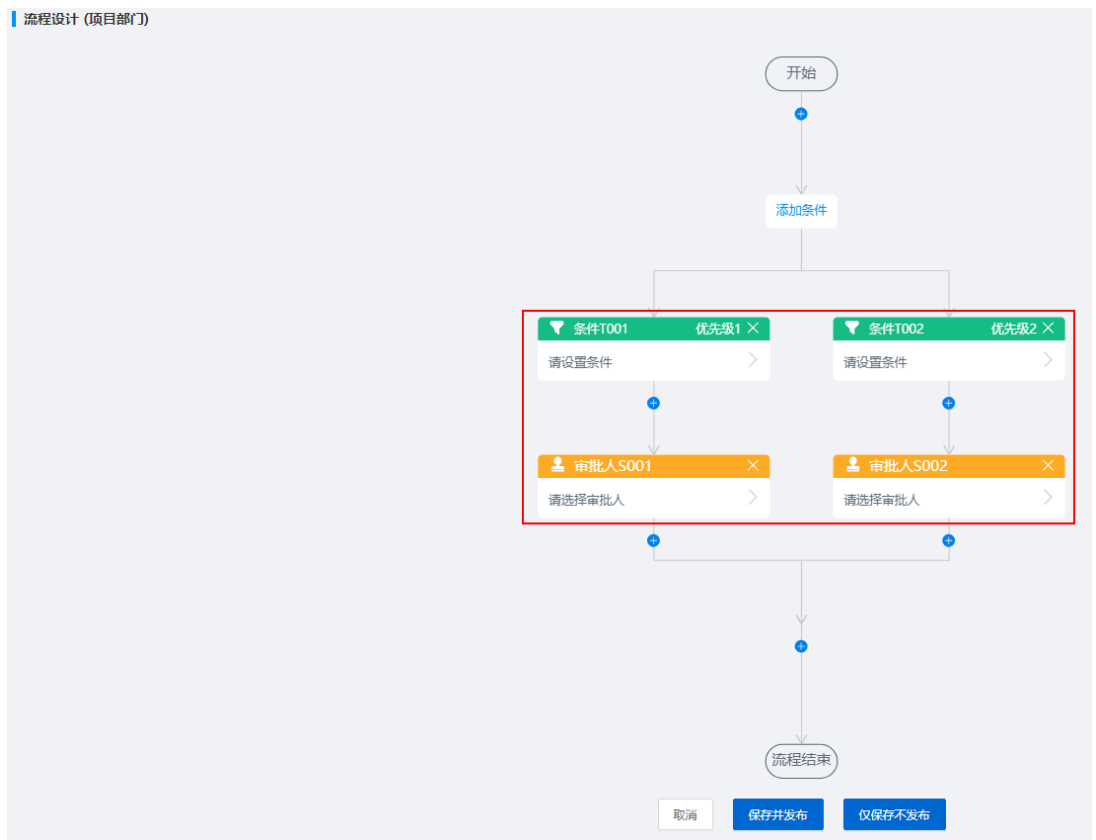 流程设计 (项目部门)
开始
添加条件
条件T001 优先级1
条件T002 优先级2
请设置条件
请设置条件
审批人S001
审批人S002
请选择审批人
请选择审批人
流程结束
取消
保存并发布
仅保存不发布